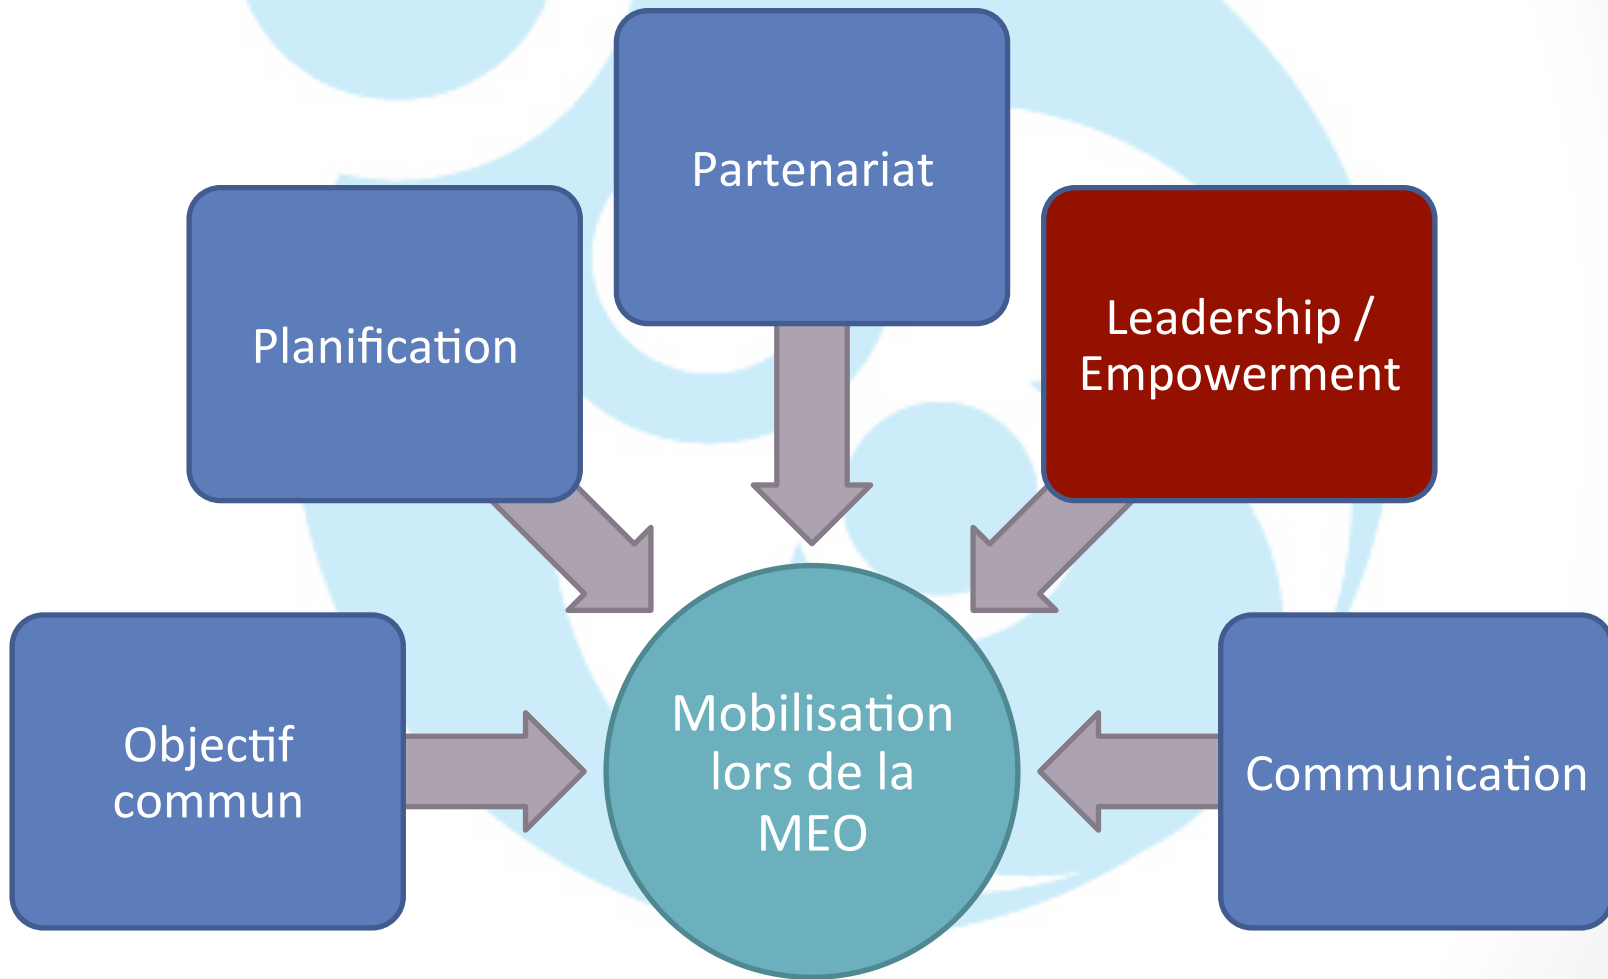 Partenariat
Planification
Leadership /
Empowerment
Objectif
commun
Mobilisation
lors de la
MEO
Communication